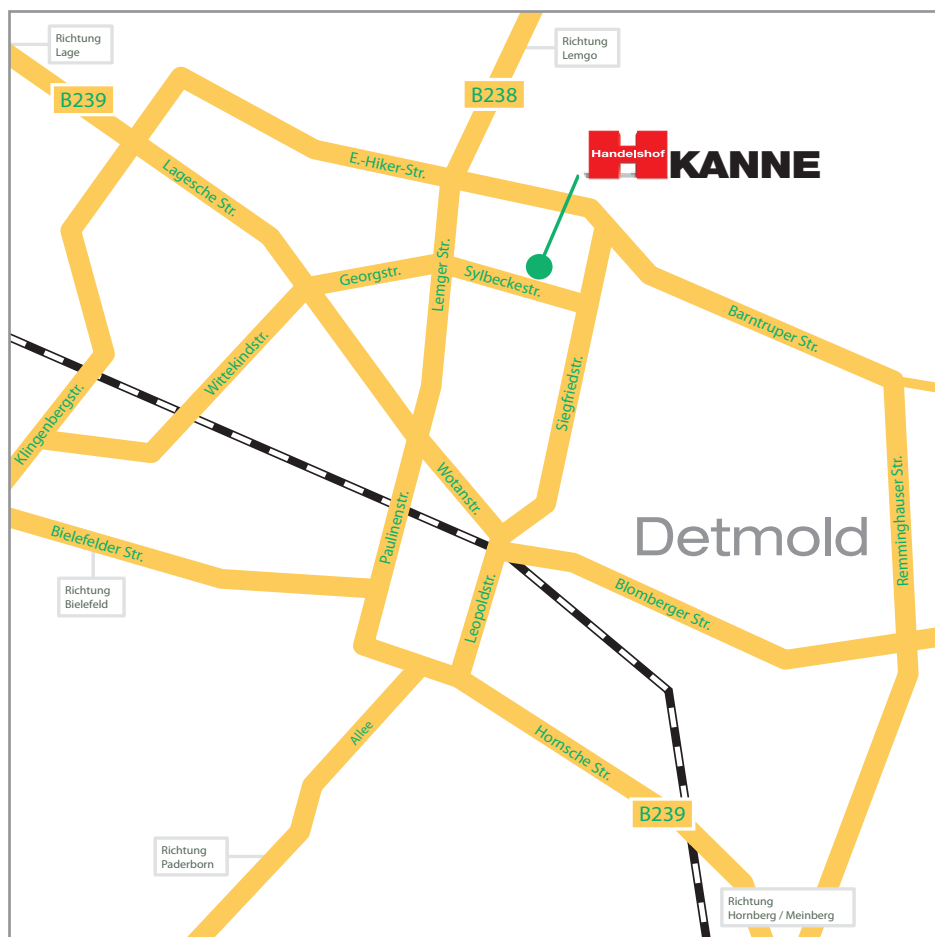 Richtung
Lage
Richtung
Lemgo
B239
B238
Handelshof
KANNE
E.-Hiker-Str.
Lagesche Str.
Georgstr.
Lemger Str.
Sylbeckestr.
Barntruper Str.
Wittekindstr.
Siegfriedstr.
Klingenbergstr.
Wotanstr.
Paulinenstr.
Remminghauser Str.
Detmold
Bielefelder Str.
Richtung
Bielefeld
Leopoldstr.
Blomberger Str.
Allee
Hornsche Str.
B239
Richtung
Paderborn
Richtung
Hornberg / Meinberg